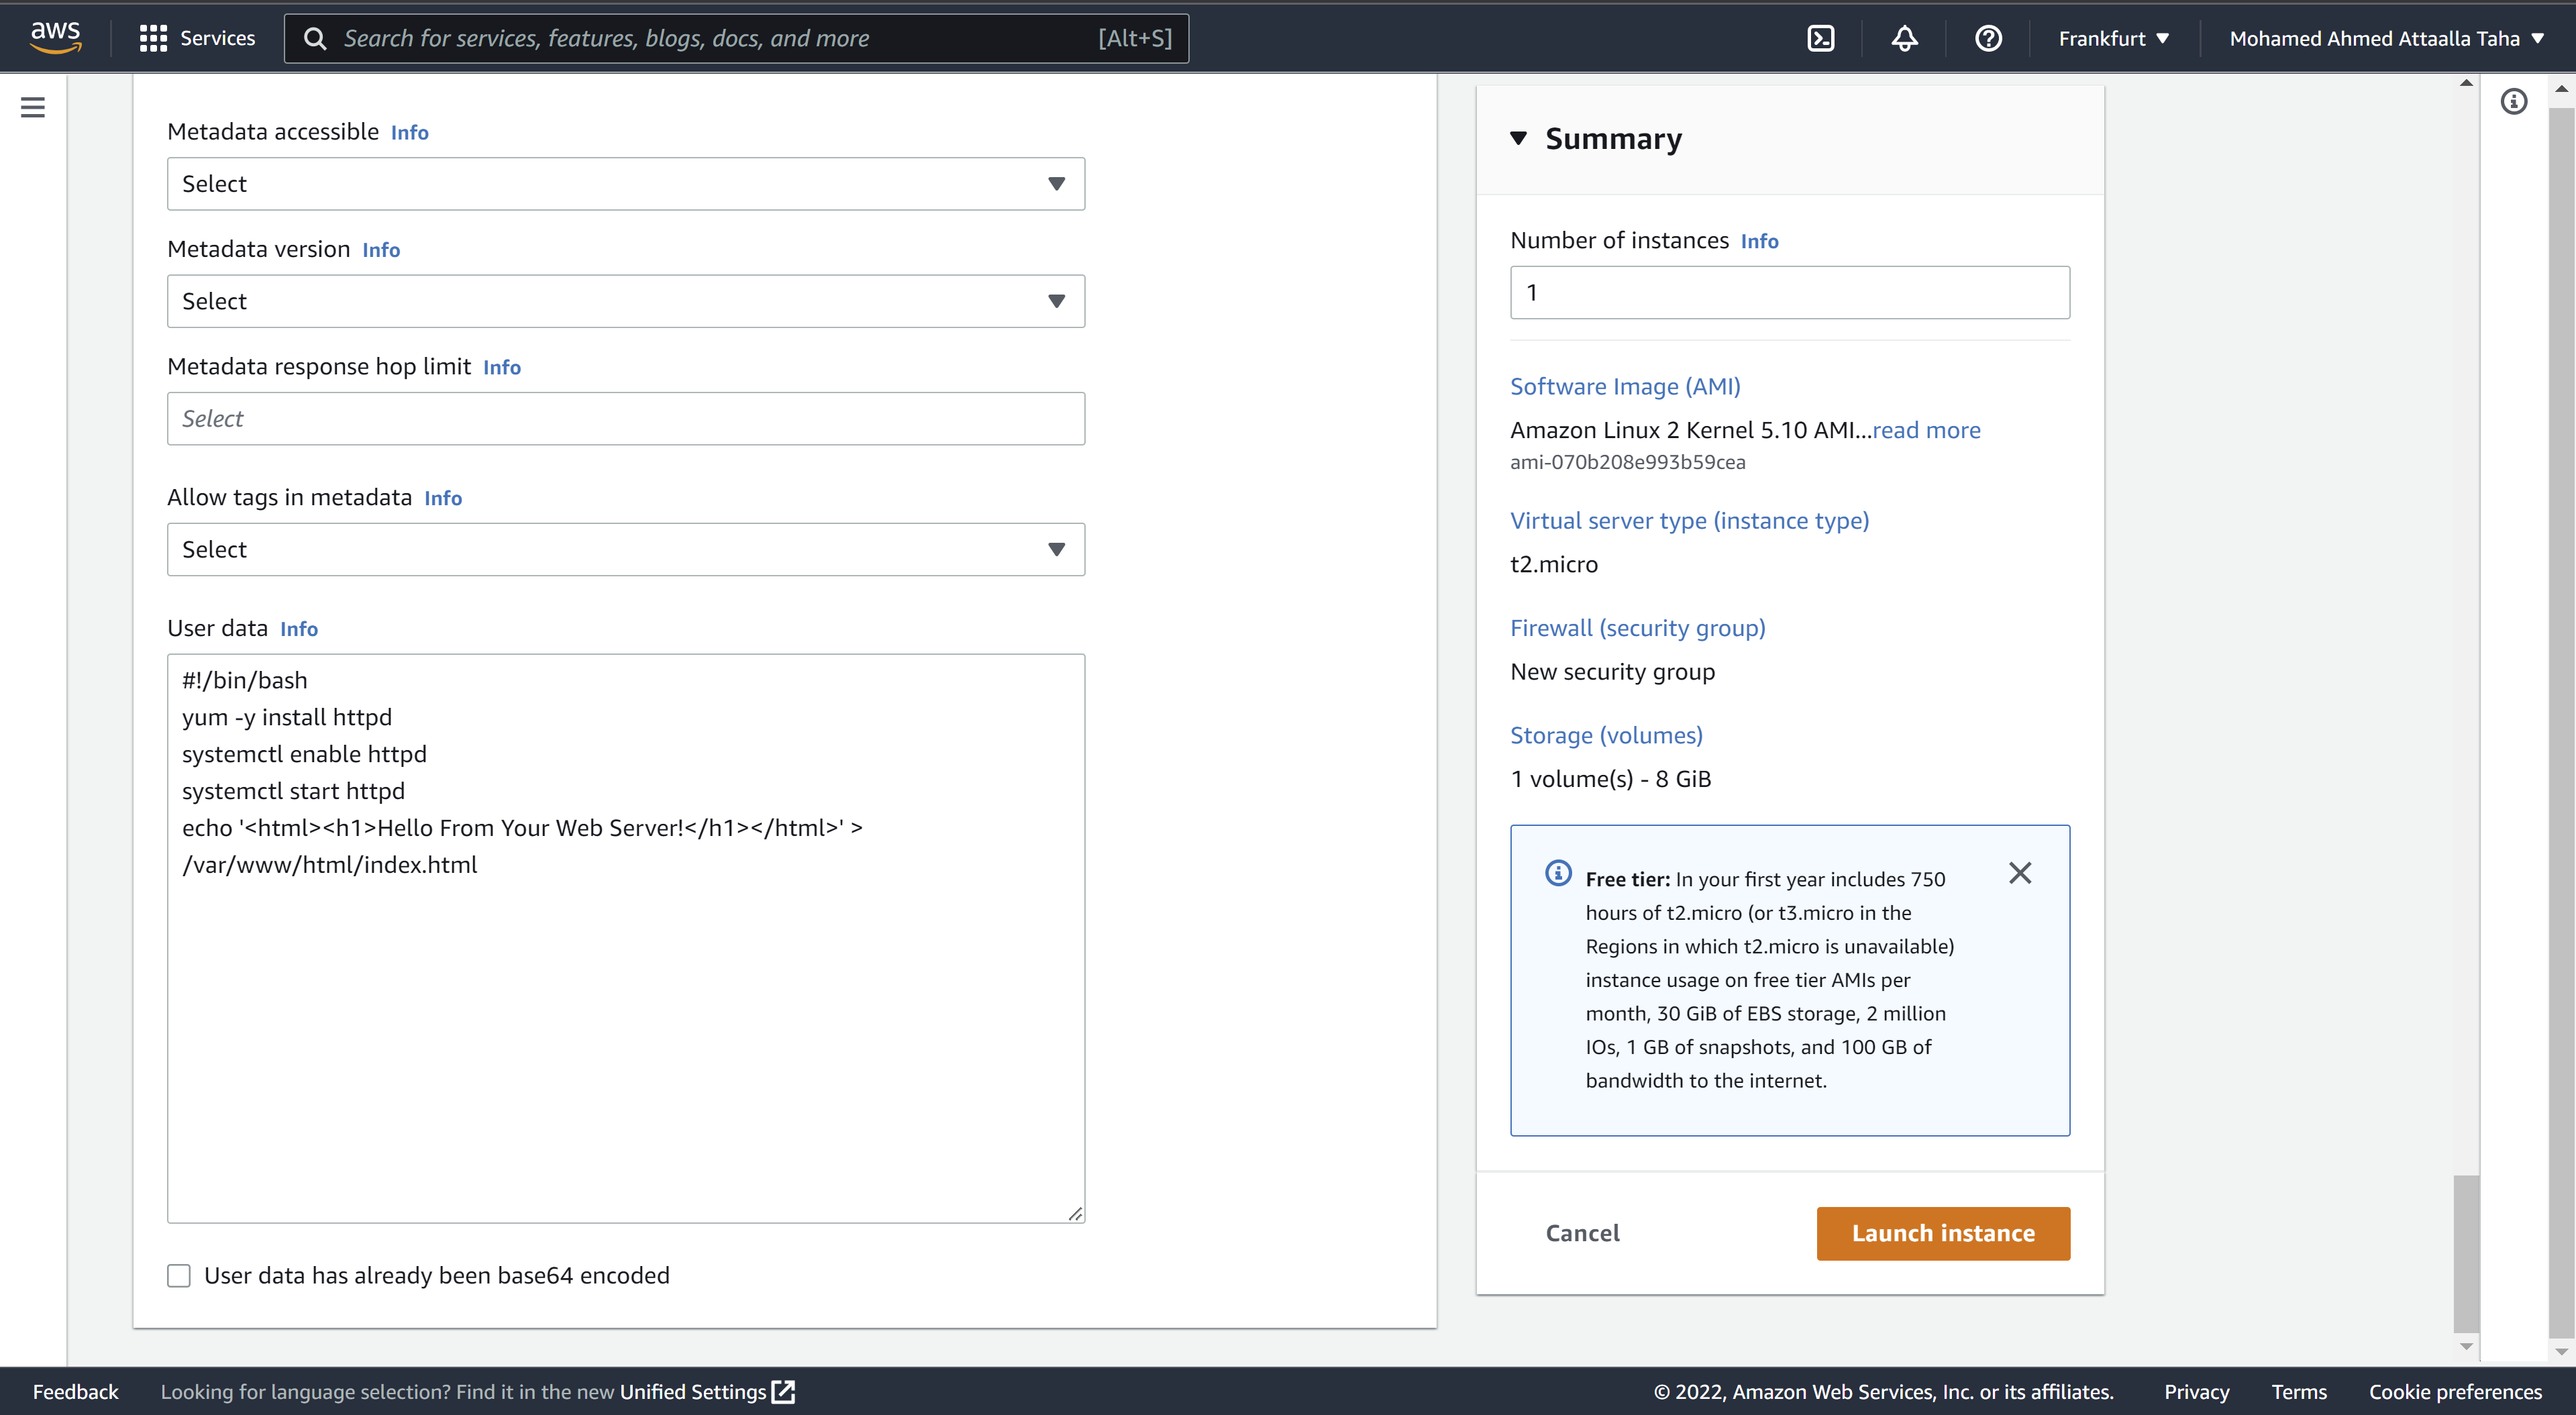 aws
Services
Search for services, features, blogs, docs, and more
[Alt+S]
Frankfurt
Mohamed Ahmed Attaalla Taha
Metadata accessible Info
Select
Metadata version Info
Select
Metadata response hop limit Info
Select
Allow tags in metadata Info
Select
User data Info
#!/bin/bash
yum -y install httpd
systemctl enable httpd
systemctl start httpd
echo '<html><h1>Hello From Your Web Server!</h1></html>' >
/var/www/html/index.html
User data has already been base64 encoded
Summary
Number of instances Info
1
Software Image (AMI)
Amazon Linux 2 Kernel 5.10 AMI...read more
ami-070b208e993b59cea
Virtual server type (instance type)
t2.micro
Firewall (security group)
New security group
Storage (volumes)
1 volume(s) - 8 GiB
Free tier: In your first year includes 750
hours of t2.micro (or t3.micro in the
Regions in which t2.micro is unavailable)
instance usage on free tier AMIs per
month, 30 GiB of EBS storage, 2 million
IOs, 1 GB of snapshots, and 100 GB of
bandwidth to the internet.
Cancel
Launch instance
Feedback
Looking for language selection? Find it in the new Unified Settings
© 2022, Amazon Web Services, Inc. or its affiliates.
Privacy
Terms
Cookie preferences